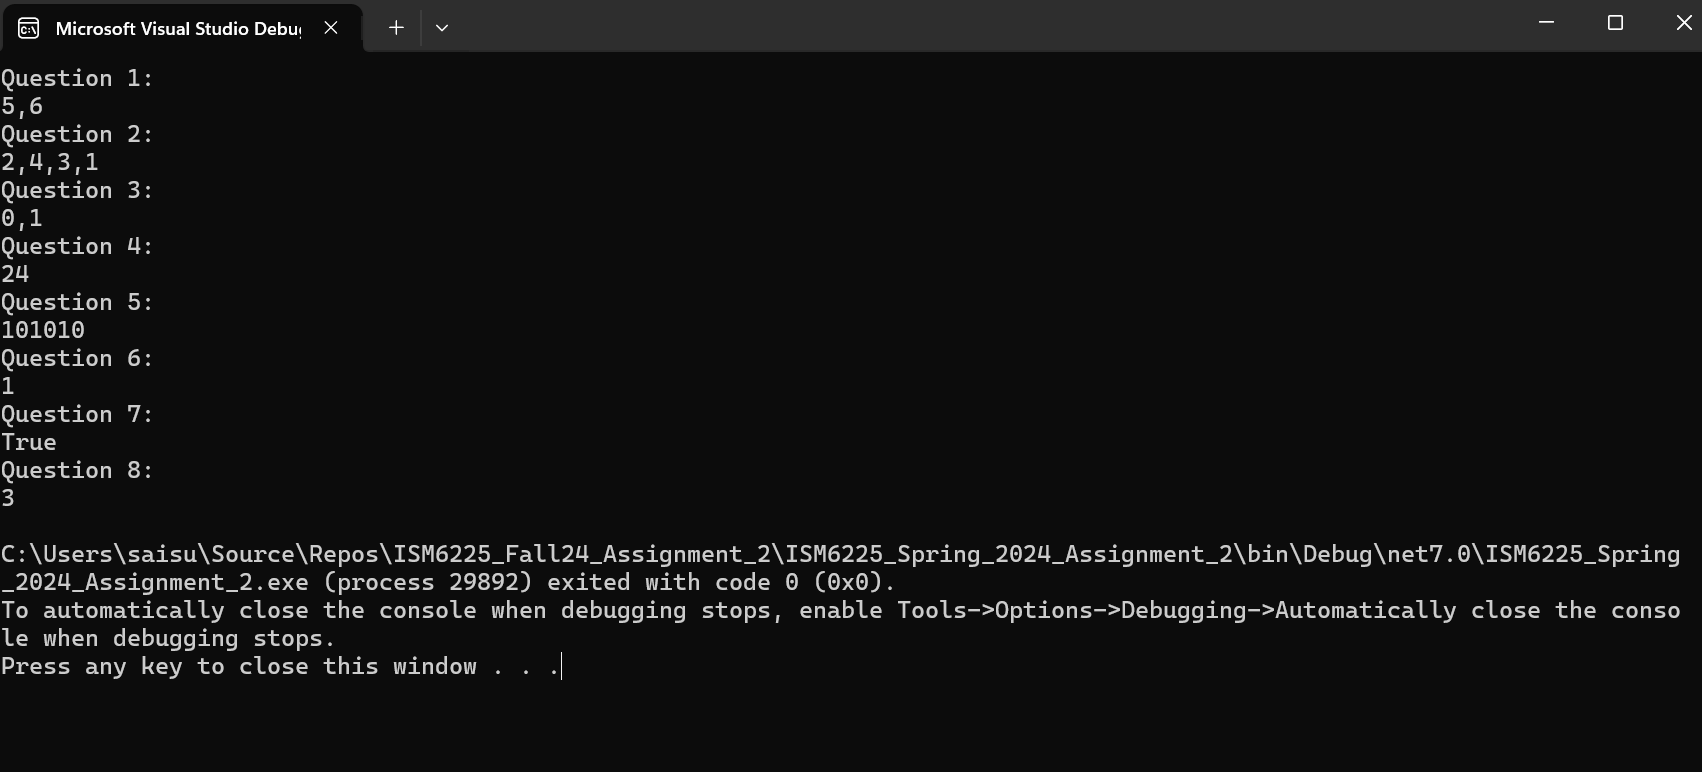 Microsoft Visual Studio Debu
Question 1:
5,6
Question 2:
2,4,3,1
Question 3:
0,1
Question 4:
24
Question 5:
101010
Question 6:
1
Question 7:
True
Question 8:
3
C:\Users\saisu\Source\Repos\ISM6225_Fall24_Assignment_2\ISM6225_Spring_2024_Assignment_2\bin\Debug\net7.0\ISM6225_Spring
_2024_Assignment_2.exe (process 29892) exited with code 0 (0x0).
To automatically close the console when debugging stops, enable Tools->Options->Debugging->Automatically close the conso
le when debugging stops.
Press any key to close this window . . .